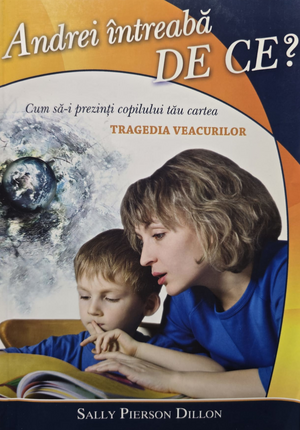 Andrei întreabă
DE CE?
Cum să-i prezinți copilului tău cartea
TRAGEDIA VEACURILOR
SALLY PIERSON DILLON